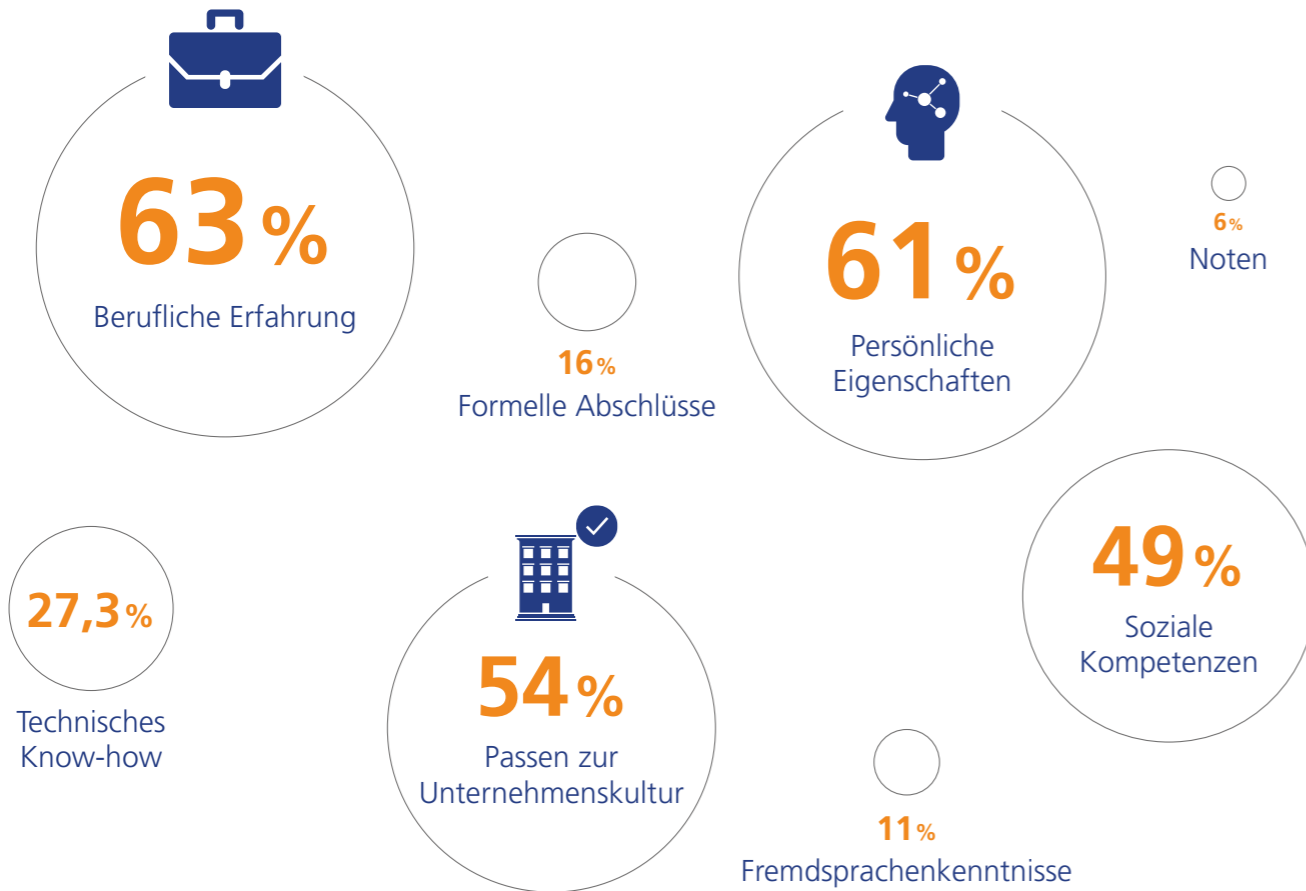 63 %
Berufliche Erfahrung
16 %
Formelle Abschlüsse
61 %
Persönliche
Eigenschaften
6 %
Noten
27,3 %
Technisches
Know-how
54 %
Passen zur
Unternehmenskultur
11 %
Fremdsprachenkenntnisse
49 %
Soziale
Kompetenzen